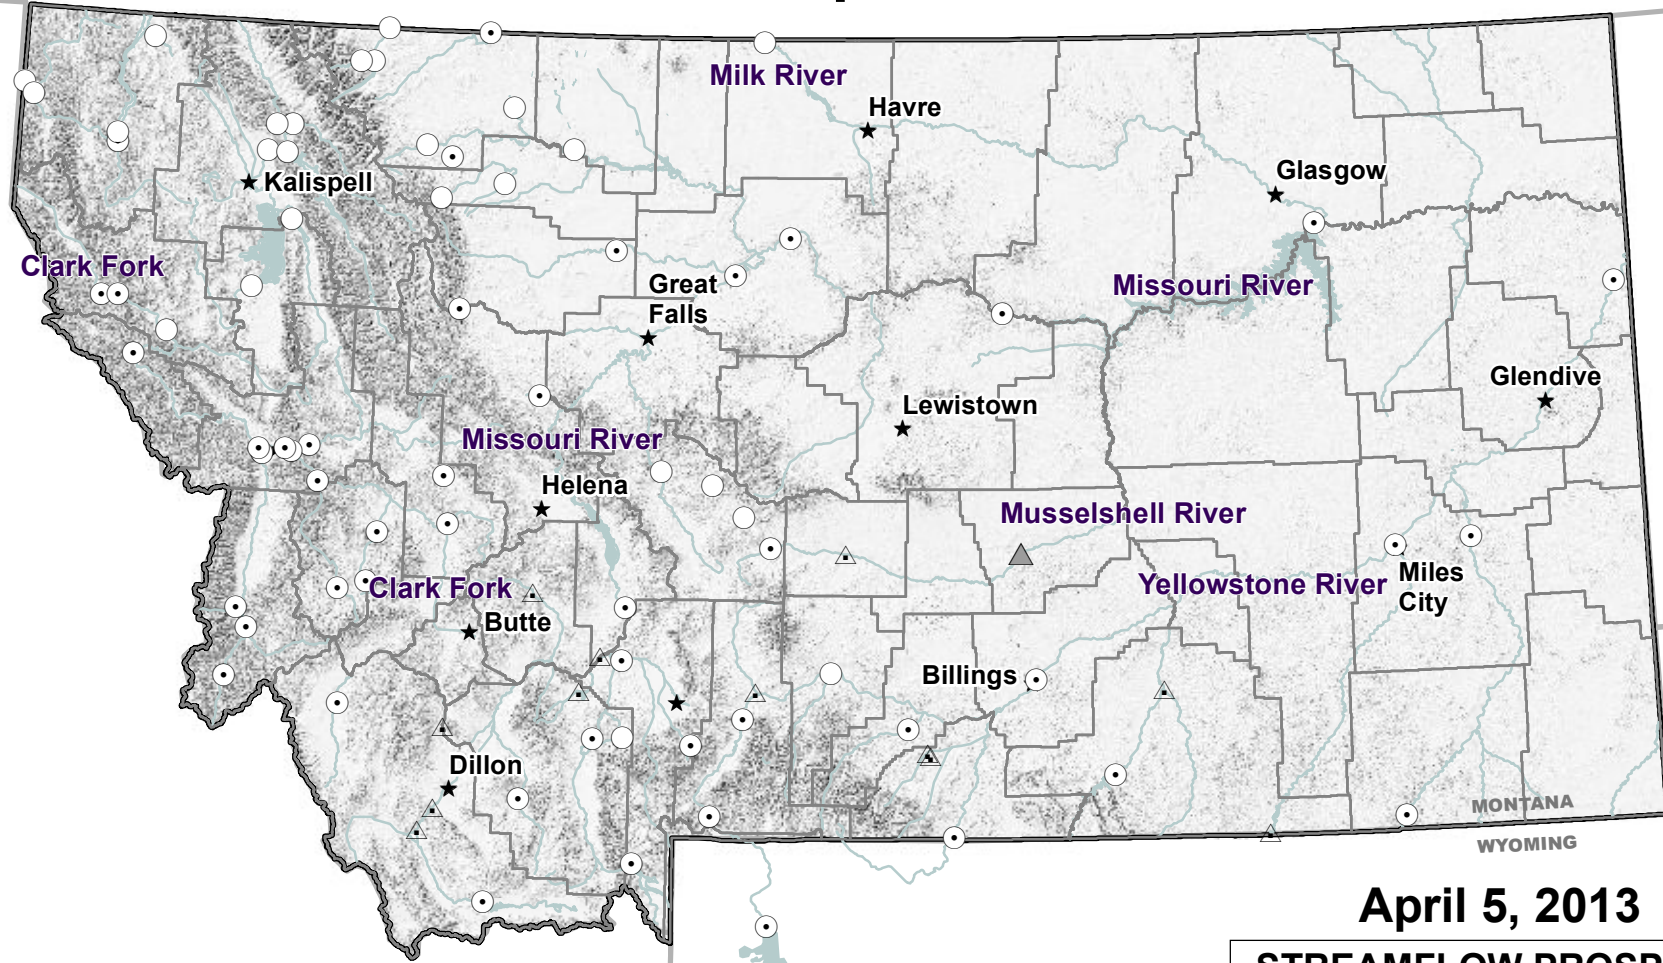 Milk River
Havre
Glasgow
Kalispell
Clark Fork
Great
Falls
Missouri River
Glendive
Lewistown
Missouri River
Helena
Musselshell River
Clark Fork
Yellowstone River
Miles
City
Butte
Billings
Dillon
MONTANA
WYOMING
April 5, 2013